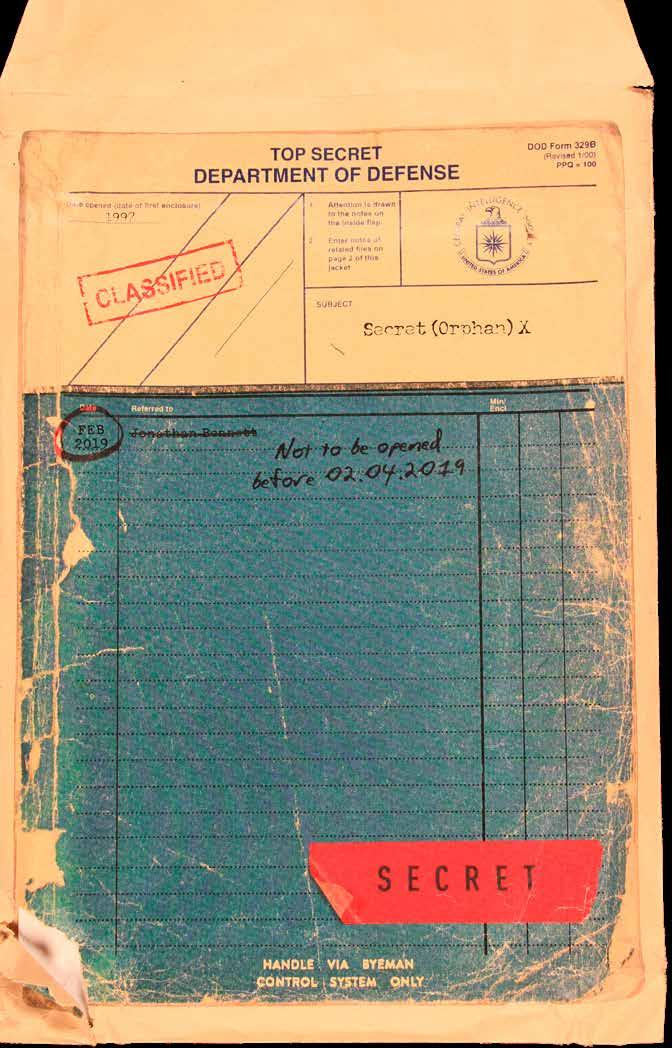 TOP SECRET
DEPARTMENT OF DEFENSE
DOD Form 329B
(Revised 1/00)
PPQ = 100
Date opened (date of first enclosure)
1997
1 Attention is drawn
to the notes on
the inside flap.
2 Enter notes of
related files on
page 2 of this
jacket
CENTRAL INTELLIGENCE AGENCY
UNITED STATES OF AMERICA
CLASSIFIED
SUBJECT
Secret (Orphan) X
Date
Referred to
Min/
Encl
FEB
2019
Jonathan Bennett
Not to be opened
before 02.04.2019
SECRET
HANDLE VIA BYEMAN
CONTROL SYSTEM ONLY